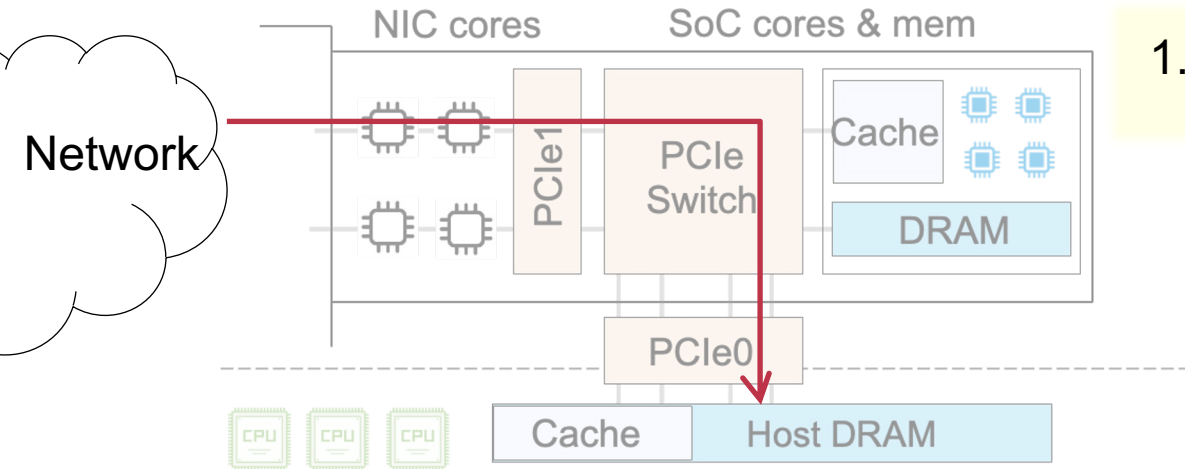 NIC cores
SoC cores & mem
1.
Network
PCIe1
PCIe
Switch
Cache
DRAM
PCIe0
CPU
CPU
CPU
Cache
Host DRAM